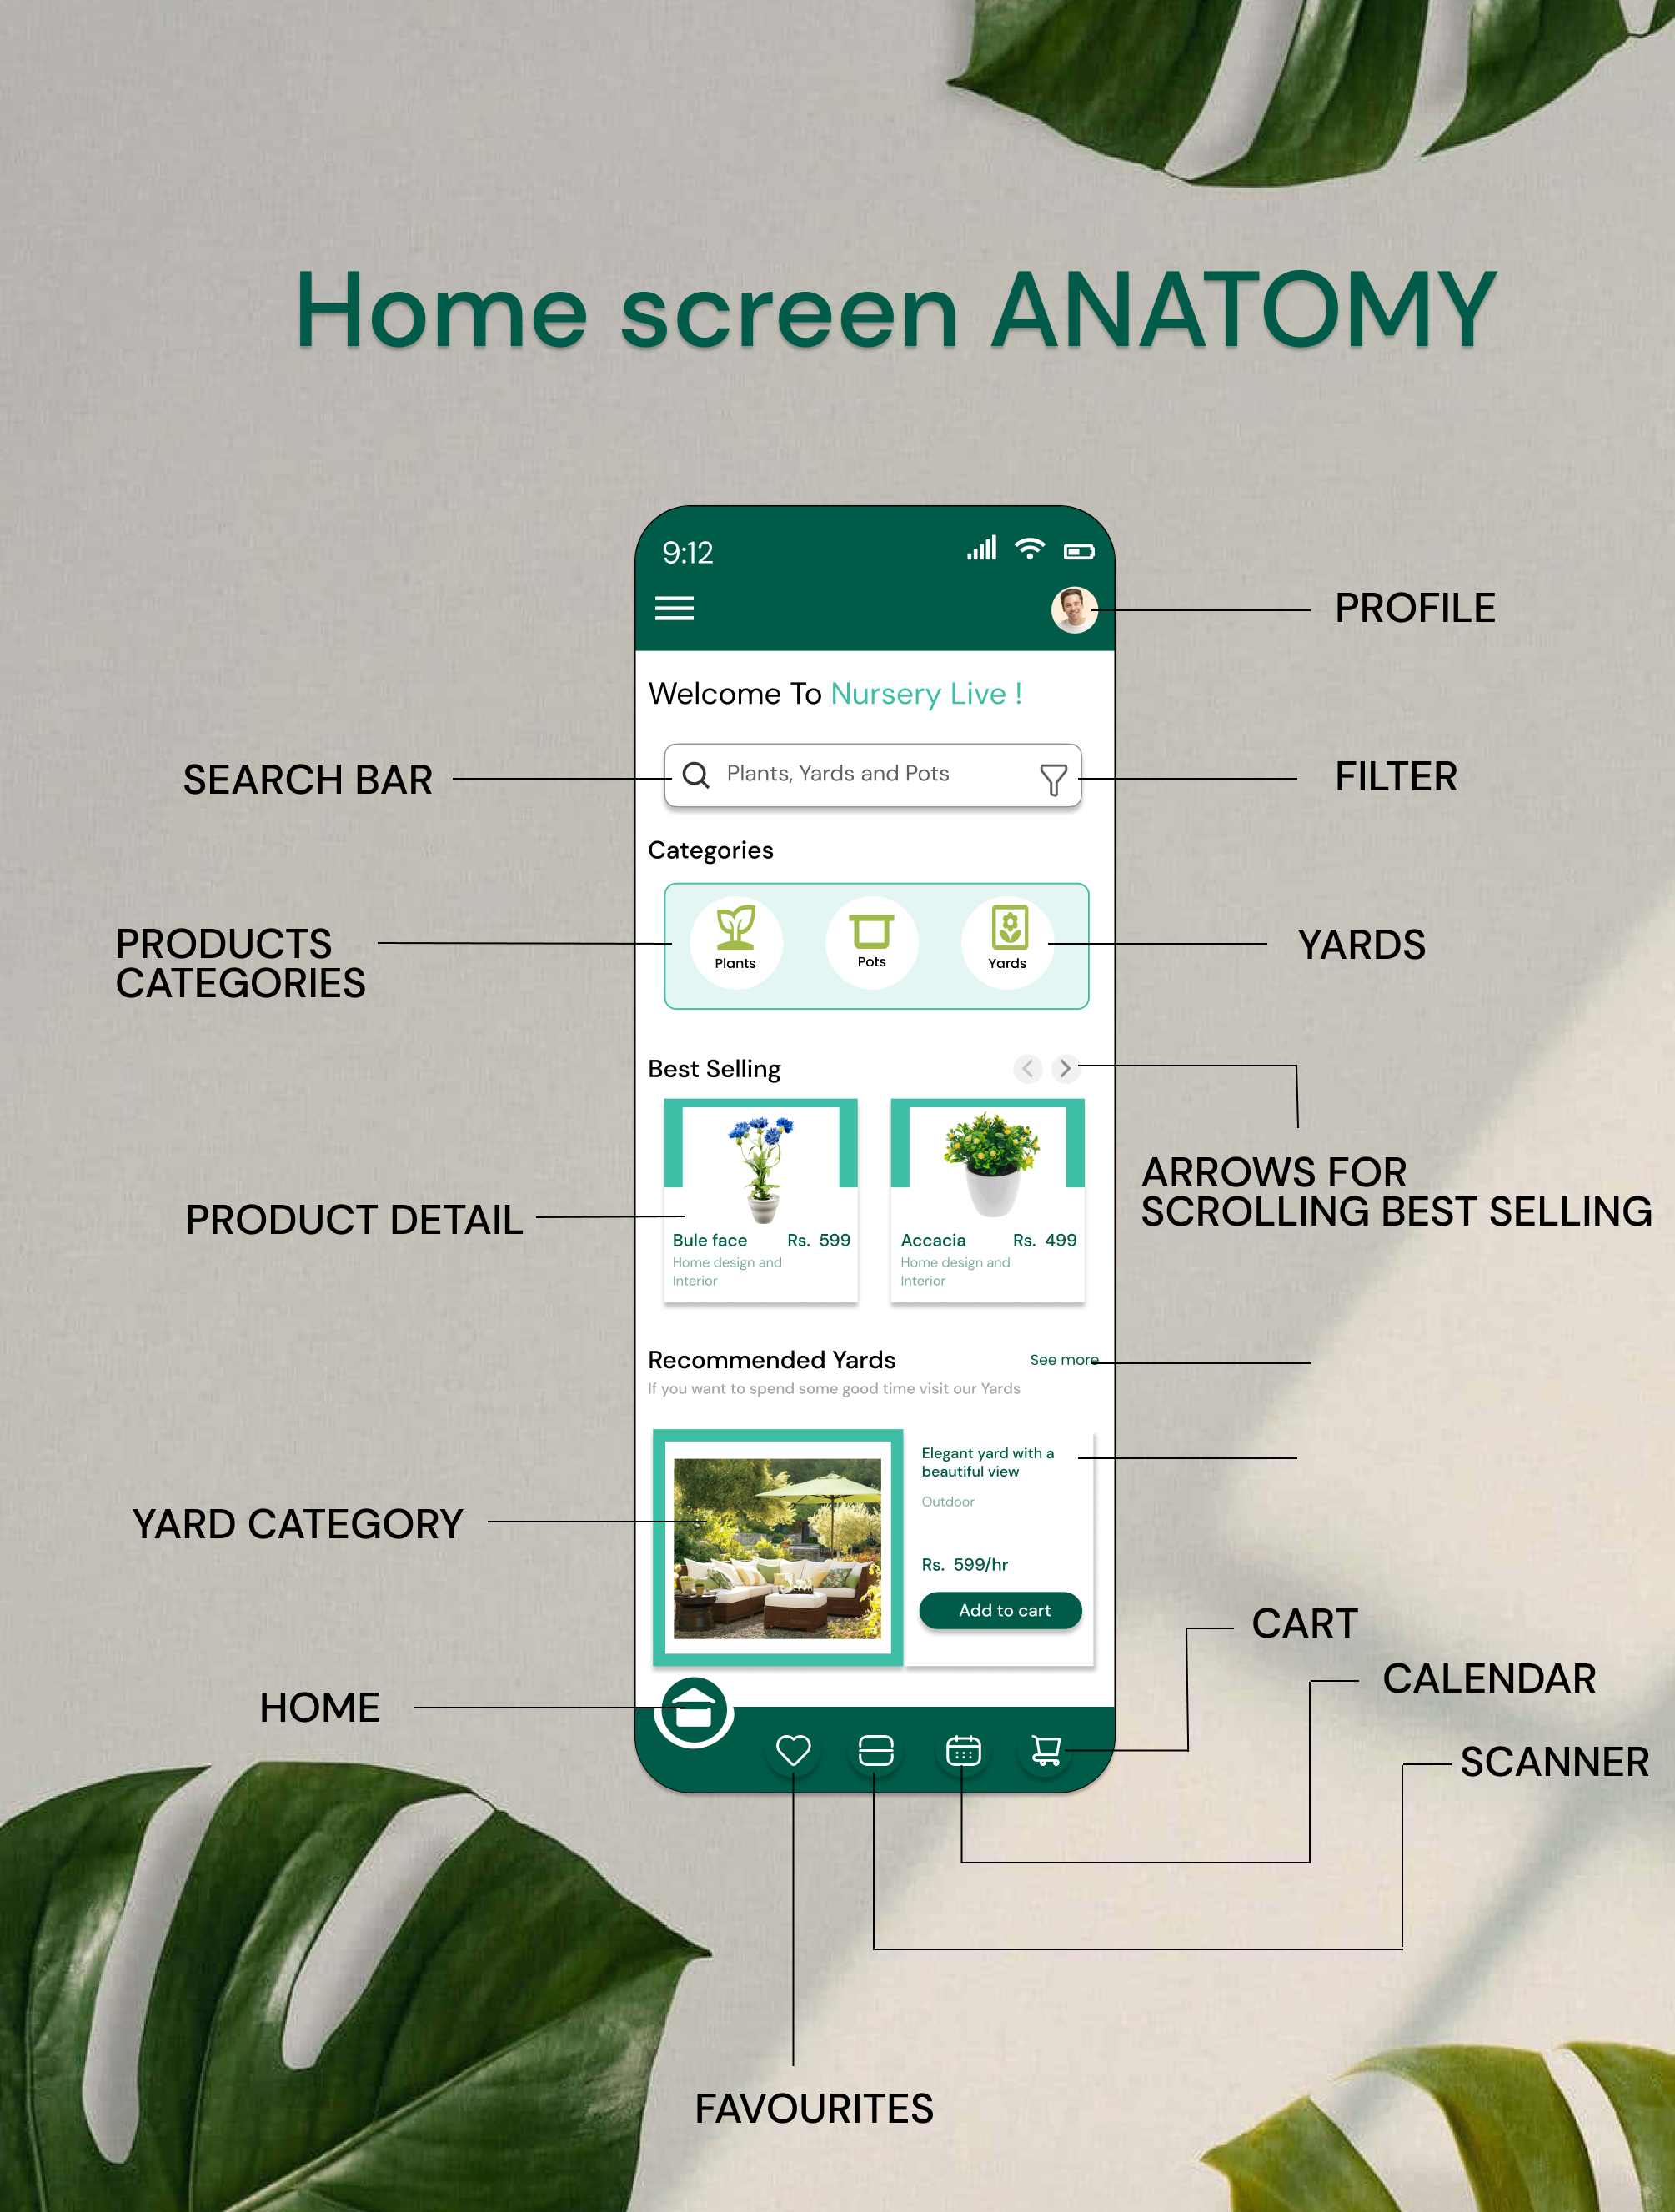 Home screen ANATOMY
9:12
PROFILE
Welcome To Nursery Live !
SEARCH BAR
Plants, Yards and Pots
FILTER
Categories
PRODUCTS
CATEGORIES
Plants
Pots
Yards
YARDS
Best Selling
ARROWS FOR
SCROLLING BEST SELLING
PRODUCT DETAIL
Bule face Rs. 599
Home design and
Interior
Accacia Rs. 499
Home design and
Interior
Recommended Yards
See more
If you want to spend some good time visit our Yards
YARD CATEGORY
Elegant yard with a
beautiful view
Outdoor
Rs. 599/hr
Add to cart
CART
CALENDAR
HOME
SCANNER
FAVOURITES